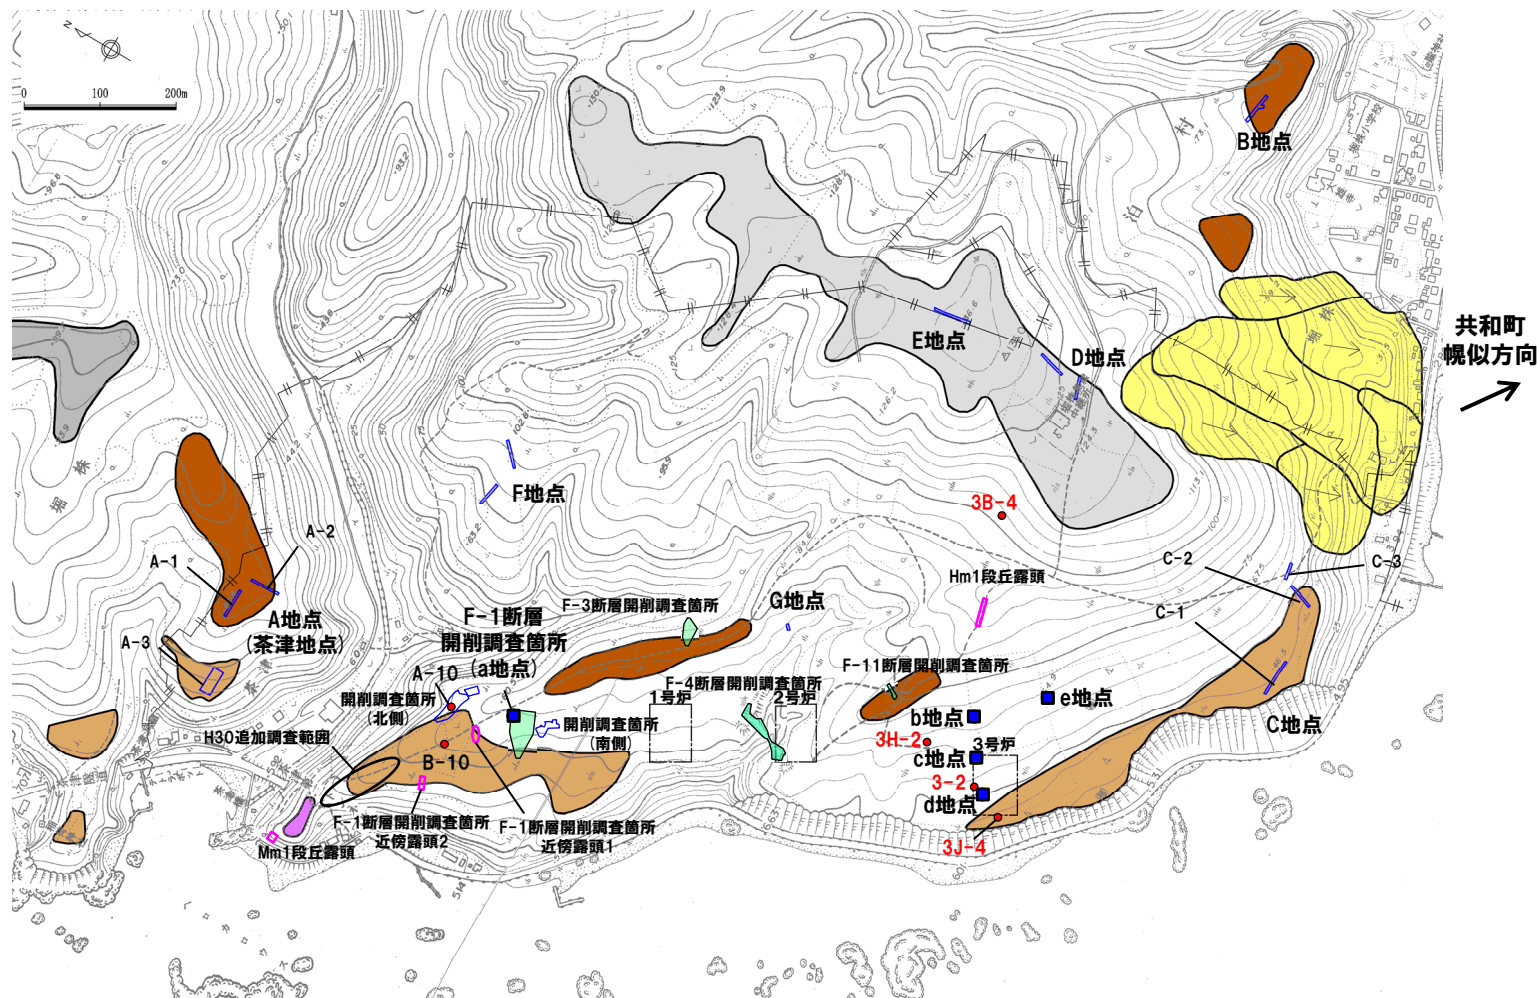 N
0 100 200m
B地点
共和町
幌似方向
村
泊
堀株小学校
E地点
D地点
F地点
3B-4
堀 株
A-1
A-2
A-3
A地点
(茶津地点)
F-1断層
開削調査箇所
(a地点)
F-3断層開削調査箇所
G地点
Hm1段丘露頭
C-2
C-3
C-1
C地点
A-10
開削調査箇所
(北側)
開削調査箇所
(南側)
H30追加調査範囲
B-10
F-4断層開削調査箇所
1号炉
2号炉
F-11断層開削調査箇所
b地点
e地点
3H-2
c地点
3号炉
3-2
d地点
3J-4
F-1断層開削調査箇所
近傍露頭2
F-1断層開削調査箇所
近傍露頭1
Mm1段丘露頭